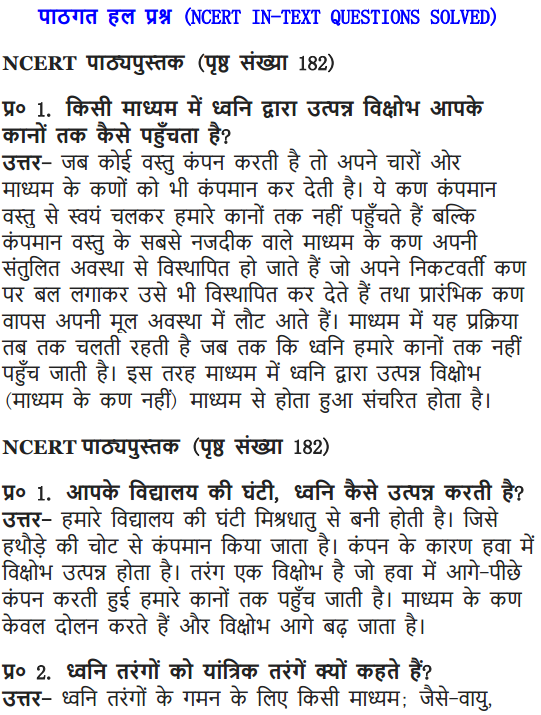 पाठगत हल प्रश्न (NCERT IN-TEXT QUESTIONS SOLVED)
NCERT पाठ्यपुस्तक (पृष्ठ संख्या 182)
प्र० 1. किसी माध्यम में ध्वनि द्वारा उत्पन्न विक्षोभ आपके
कानों तक कैसे पहुँचता है?
उत्तर- जब कोई वस्तु कंपन करती है तो अपने चारों ओर
माध्यम के कणों को भी कंपमान कर देती है। ये कण कंपमान
वस्तु से स्वयं चलकर हमारे कानों तक नहीं पहुँचते हैं बल्कि
कंपमान वस्तु के सबसे नजदीक वाले माध्यम के कण अपनी
संतुलित अवस्था से विस्थापित हो जाते हैं जो अपने निकटवर्ती कण
पर बल लगाकर उसे भी विस्थापित कर देते हैं तथा प्रारंभिक कण
वापस अपनी मूल अवस्था में लौट आते हैं। माध्यम में यह प्रक्रिया
तब तक चलती रहती है जब तक कि ध्वनि हमारे कानों तक नहीं
पहुँच जाती है। इस तरह माध्यम में ध्वनि द्वारा उत्पन्न विक्षोभ
(माध्यम के कण नहीं) माध्यम से होता हुआ संचरित होता है।
NCERT पाठ्यपुस्तक (पृष्ठ संख्या 182)
प्र० 1. आपके विद्यालय की घंटी, ध्वनि कैसे उत्पन्न करती है?
उत्तर- हमारे विद्यालय की घंटी मिश्रधातु से बनी होती है। जिसे
हथौड़े की चोट से कंपमान किया जाता है। कंपन के कारण हवा में
विक्षोभ उत्पन्न होता है। तरंग एक विक्षोभ है जो हवा में आगे-पीछे
कंपन करती हुई हमारे कानों तक पहुँच जाती है। माध्यम के कण
केवल दोलन करते हैं और विक्षोभ आगे बढ़ जाता है।
प्र० 2. ध्वनि तरंगों को यांत्रिक तरंगें क्यों कहते हैं?
उत्तर- ध्वनि तरंगों के गमन के लिए किसी माध्यम; जैसे-वायु,